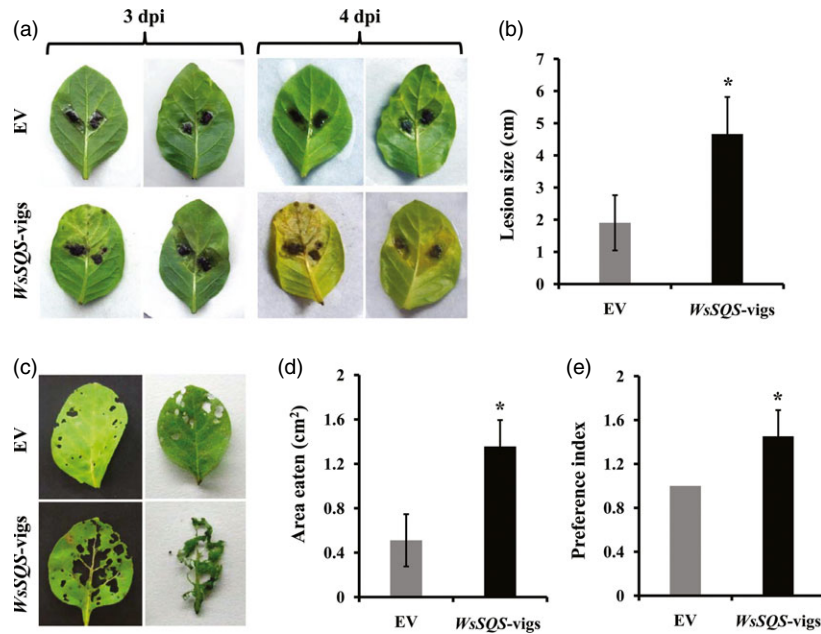 (a)
3 dpi
4 dpi
EV
WsSQS-vigs
(b)
Lesion size (cm)
7
6
5
4
3
2
1
0
*
EV
WsSQS-vigs
(c)
EV
WsSQS-vigs
(d)
Area eaten (cm²)
2
1.6
1.2
0.8
0.4
0
*
EV
WsSQS-vigs
(e)
Preference index
2
1.6
1.2
0.8
0.4
0
*
EV
WsSQS-vigs